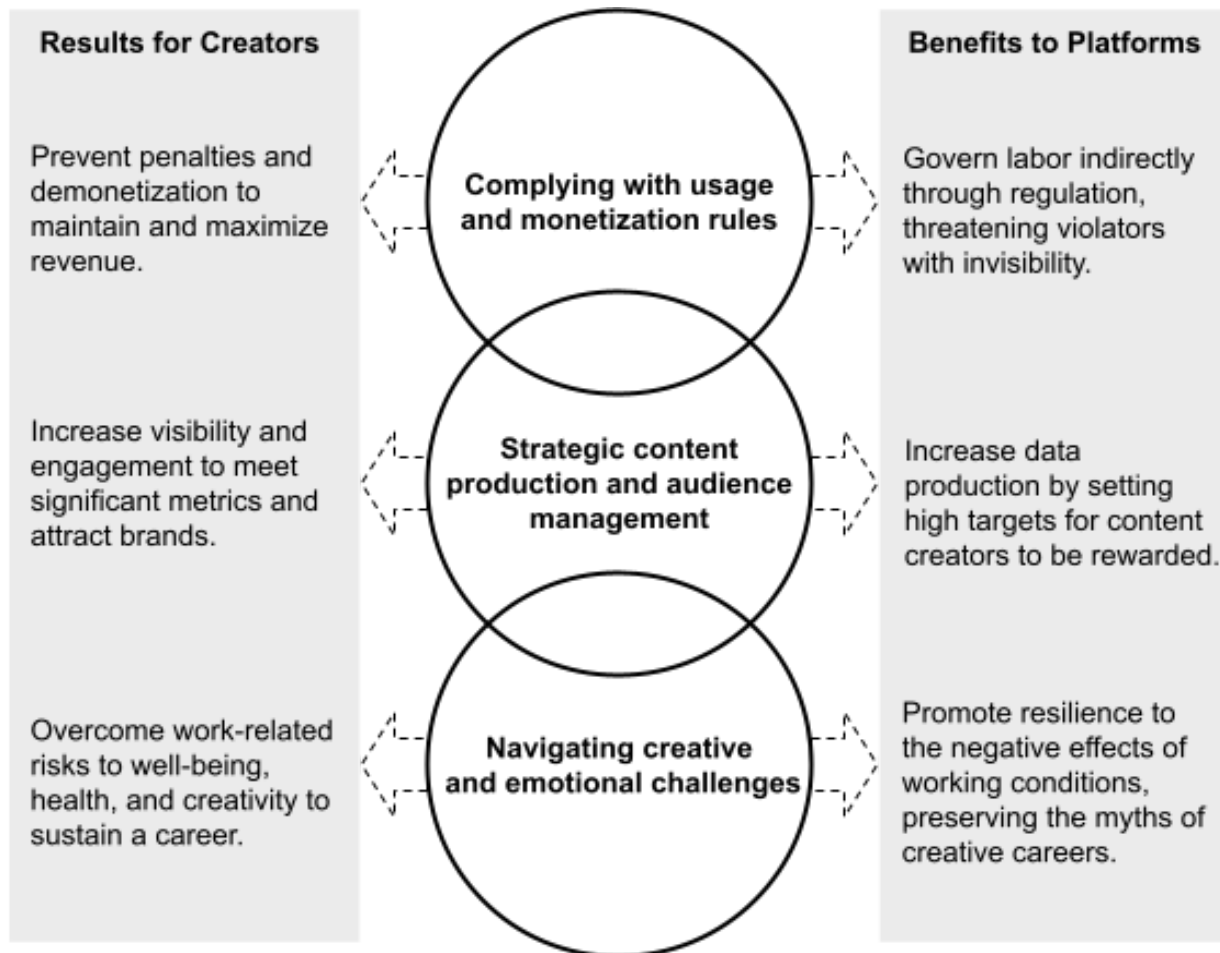 Results for Creators
Prevent penalties and
demonetization to
maintain and maximize
revenue.
Increase visibility and
engagement to meet
significant metrics and
attract brands.
Overcome work-related
risks to well-being,
health, and creativity to
sustain a career.
Complying with usage
and monetization rules
Strategic content
production and audience
management
Navigating creative
and emotional challenges
Benefits to Platforms
Govern labor indirectly
through regulation,
threatening violators
with invisibility.
Increase data
production by setting
high targets for content
creators to be rewarded.
Promote resilience to
the negative effects of
working conditions,
preserving the myths of
creative careers.